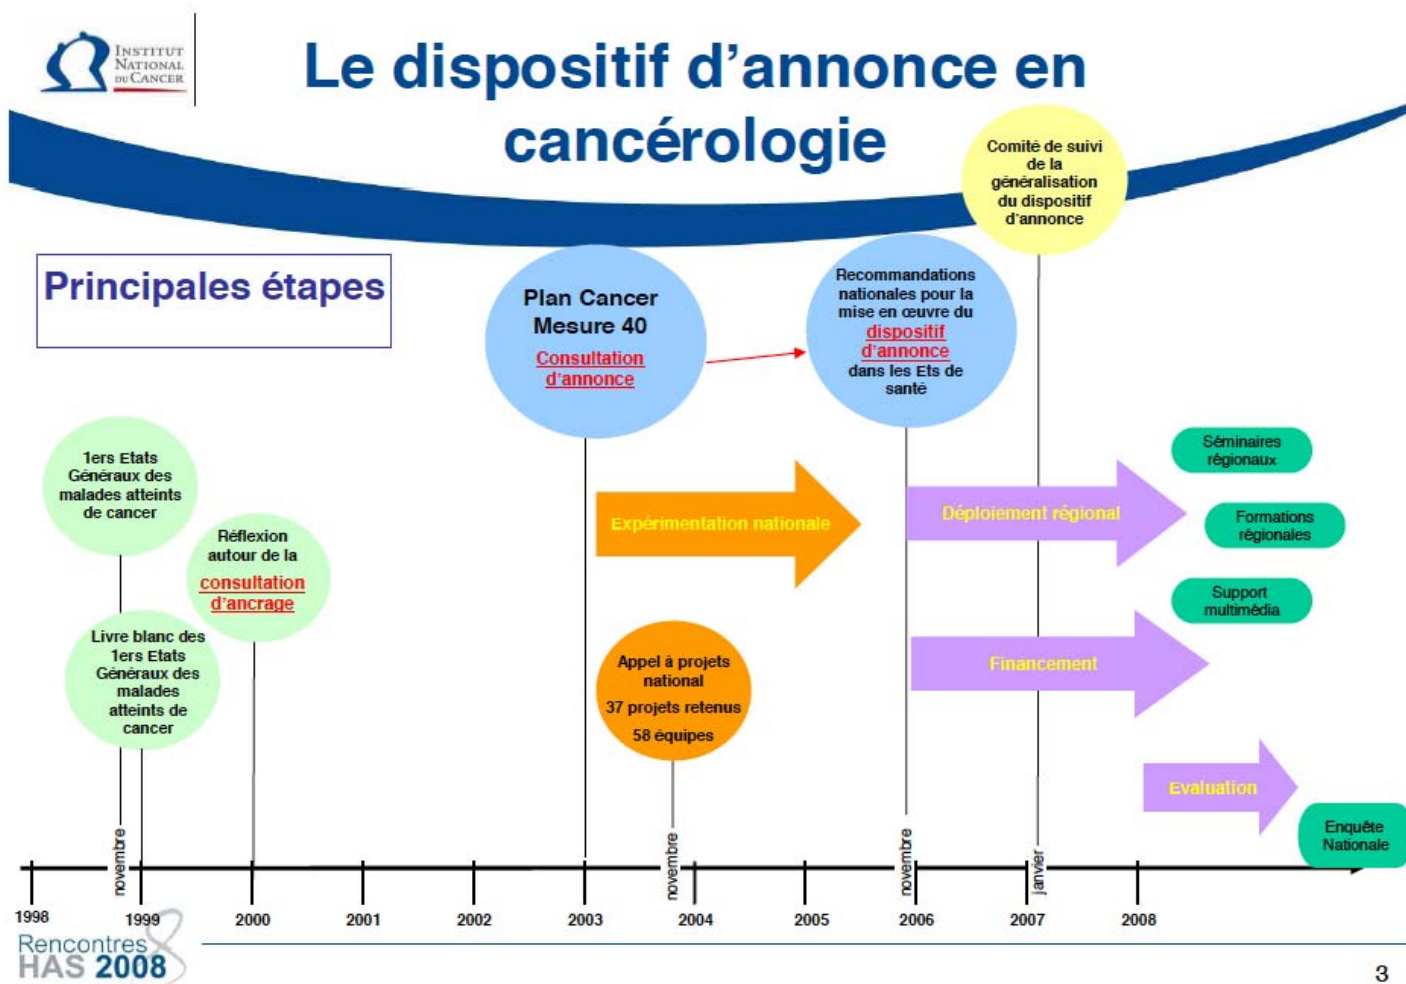 INSTITUT
NATIONAL
DU CANCER
Le dispositif d'annonce en
cancérologie
Comité de suivi
de la
généralisation
du dispositif
d'annonce
Principales étapes
Plan Cancer
Mesure 40
Consultation
d'annonce
Recommandations
nationales pour la
mise en œuvre du
dispositif
d'annonce
dans les Ets de
santé
1ers Etats
Généraux des
malades atteints
de cancer
Réflexion
autour de la
consultation
d'ancrage
Livre blanc des
1ers Etats
Généraux des
malades
atteints de
cancer
Expérimentation nationale
Appel à projets
national
37 projets retenus
58 équipes
Déploiement régional
Séminaires
régionaux
Formations
régionales
Support
multimédia
Financement
Evaluation
Enquête
Nationale
novembre
novembre
novembre
janvier
1998
1999
2000
2001
2002
2003
2004
2005
2006
2007
2008
Rencontres
HAS 2008
3